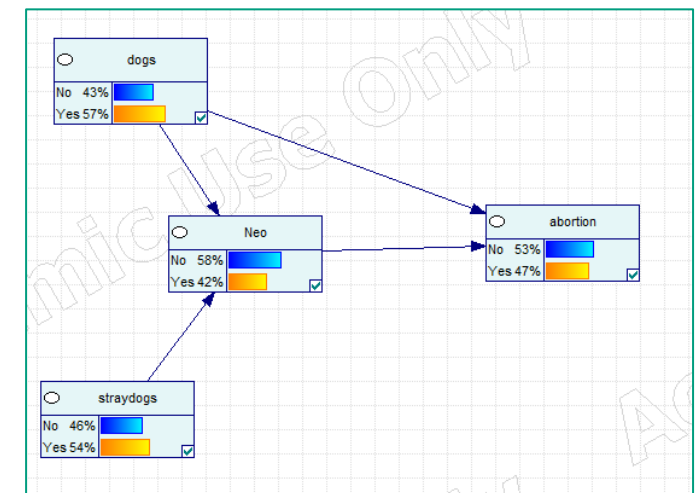 dogs
No 43%
Yes 57%
Neo
No 58%
Yes 42%
abortion
No 53%
Yes 47%
straydogs
No 46%
Yes 54%
mic Use Only